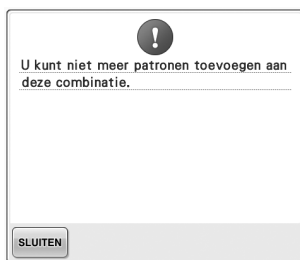 U kunt niet meer patronen toevoegen aan
deze combinatie.
SLUITEN